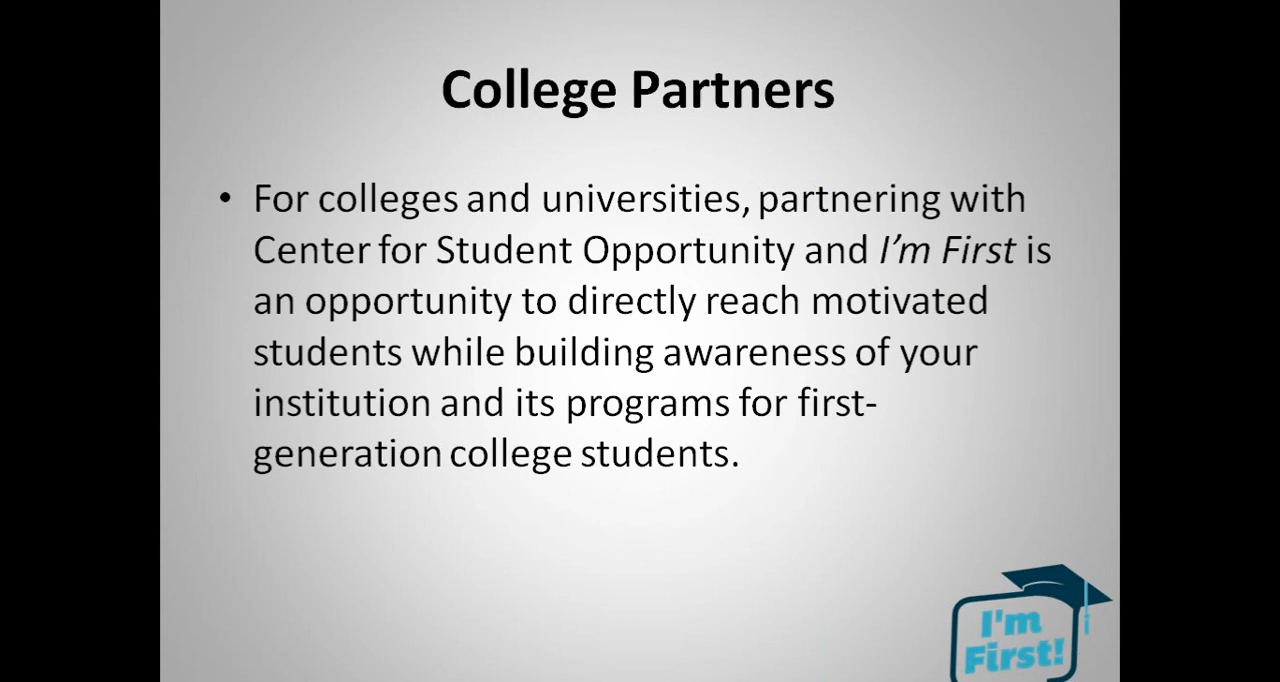 College Partners
• For colleges and universities, partnering with
Center for Student Opportunity and I’m First is
an opportunity to directly reach motivated
students while building awareness of your
institution and its programs for first-
generation college students.
I'm
First!